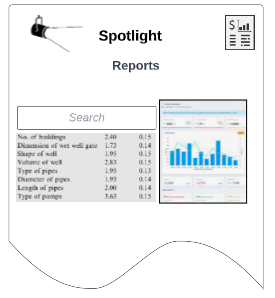 Spotlight
Reports
Search
No. of buildings 2.40 0.15
Dimension of wet well gate 1.73 0.14
Shape of well 1.95 0.15
Volume of well 2.83 0.15
Type of pipes 1.95 0.13
Diameter of pipes 1.93 0.14
Length of pipes 2.00 0.14
Type of pumps 3.63 0.15